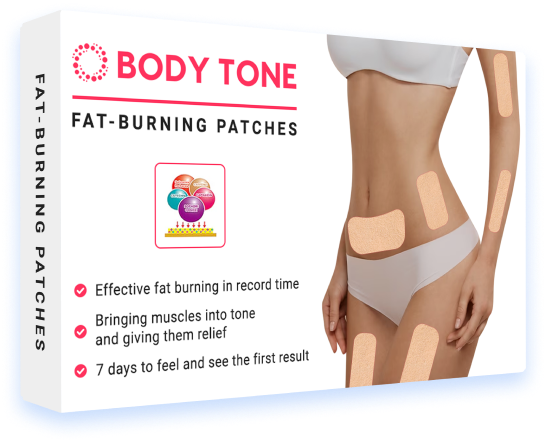 BODY TONE
FAT-BURNING PATCHES
FAT-BURNING PATCHES
Effective fat burning in record time
Bringing muscles into tone
and giving them relief
7 days to feel and see the first result